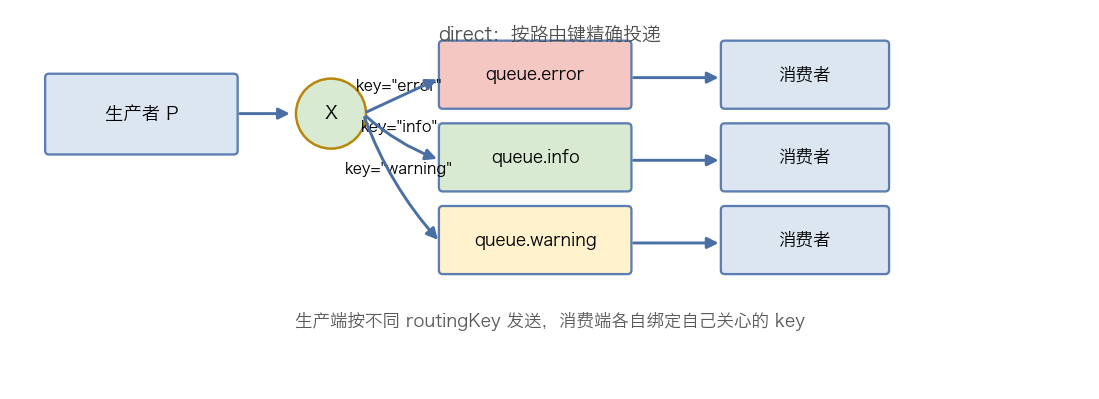 direct：按路由键精确投递
生产者 P
X
key="error"
key="info"
key="warning"
queue.error
queue.info
queue.warning
消费者
消费者
消费者
生产端按不同 routingKey 发送，消费端各自绑定自己关心的 key